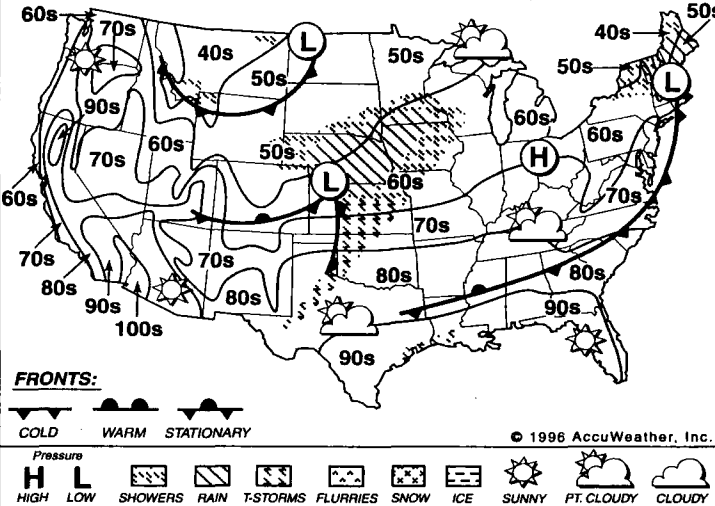 60s 70s 40s L 50s 40s 50s
50s 50s L
90s 60s 60s
70s 60s 50s H
60s L 60s 70s
70s 70s 70s
80s 80s 80s 80s
90s 90s
100s 90s
FRONTS:
COLD WARM STATIONARY
© 1996 AccuWeather, Inc.
Pressure
H L
HIGH LOW SHOWERS RAIN T-STORMS FLURRIES SNOW ICE SUNNY PT. CLOUDY CLOUDY